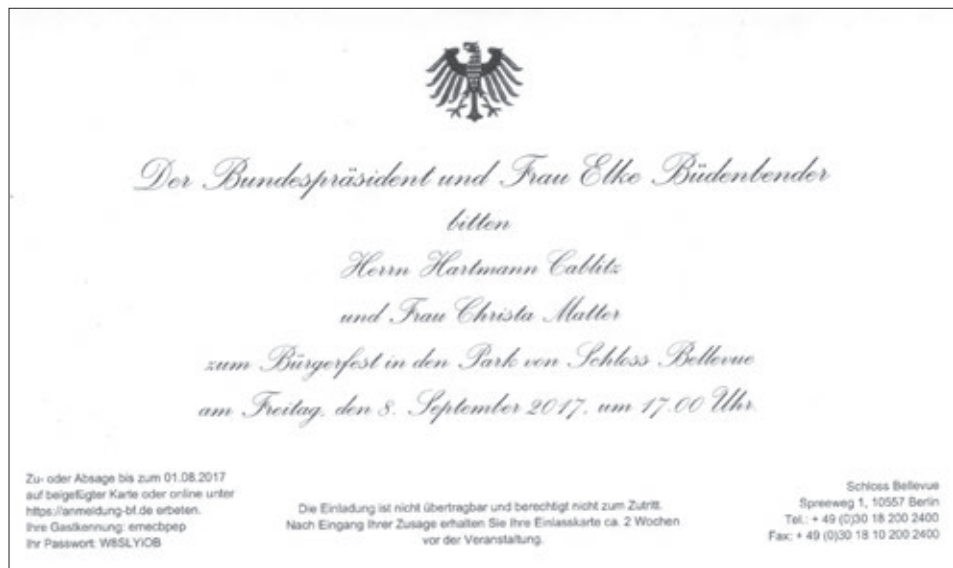 Der Bundespräsident und Frau Elke Büdenbender
bitten
Herrn Hartmann Cablitz
und Frau Christa Matter
zum Bürgerfest in den Park von Schloss Bellevue
am Freitag, den 8. September 2017, um 17.00 Uhr.
Zu- oder Absage bis zum 01.08.2017
auf beigefügter Karte oder online unter
https://anmeldung-bf.de erbeten.
Ihre Gastkennung: emecbpep
Ihr Passwort: W8SLYiOB
Die Einladung ist nicht übertragbar und berechtigt nicht zum Zutritt.
Nach Eingang Ihrer Zusage erhalten Sie Ihre Einlasskarte ca. 2 Wochen
vor der Veranstaltung.
Schloss Bellevue
Spreeweg 1, 10557 Berlin
Tel.: + 49 (0)30 18 200 2400
Fax: + 49 (0)30 18 10 200 2400